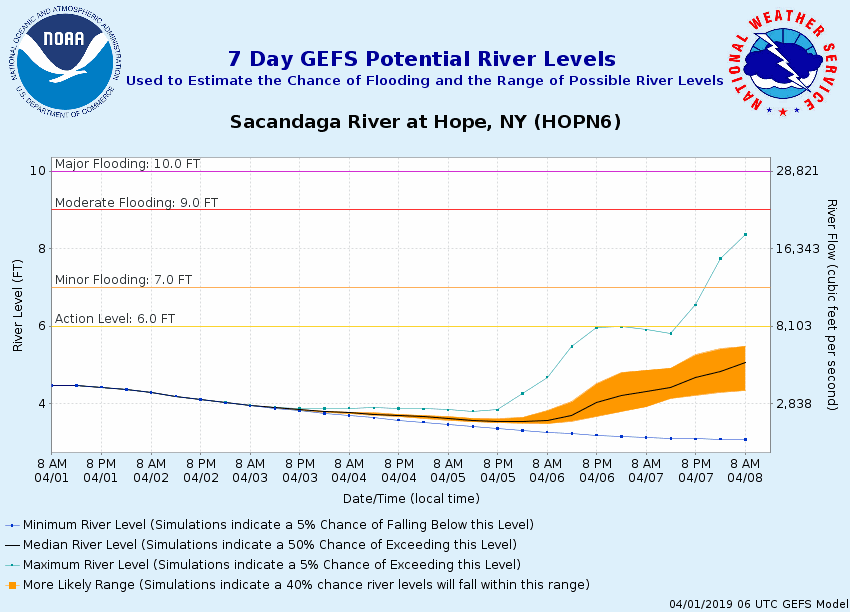 NATIONAL OCEANIC AND ATMOSPHERIC ADMINISTRATION
NOAA
U.S. DEPARTMENT OF COMMERCE
NATIONAL WEATHER SERVICE
7 Day GEFS Potential River Levels
Used to Estimate the Chance of Flooding and the Range of Possible River Levels
Sacandaga River at Hope, NY (HOPN6)
Major Flooding: 10.0 FT
Moderate Flooding: 9.0 FT
Minor Flooding: 7.0 FT
Action Level: 6.0 FT
River Level (FT)
10
8
6
4
28,821
16,343
8,103
2,838
River Flow (cubic feet per second)
8 AM 8 PM 8 AM 8 PM 8 AM 8 PM 8 AM 8 PM 8 AM 8 PM 8 AM 8 PM 8 AM 8 PM 8 AM
04/01 04/01 04/02 04/02 04/03 04/03 04/04 04/04 04/05 04/05 04/06 04/06 04/07 04/07 04/08
Date/Time (local time)
Minimum River Level (Simulations indicate a 5% Chance of Falling Below this Level)
Median River Level (Simulations indicate a 50% Chance of Exceeding this Level)
Maximum River Level (Simulations indicate a 5% Chance of Exceeding this Level)
More Likely Range (Simulations indicate a 40% chance river levels will fall within this range)
04/01/2019 06 UTC GEFS Model